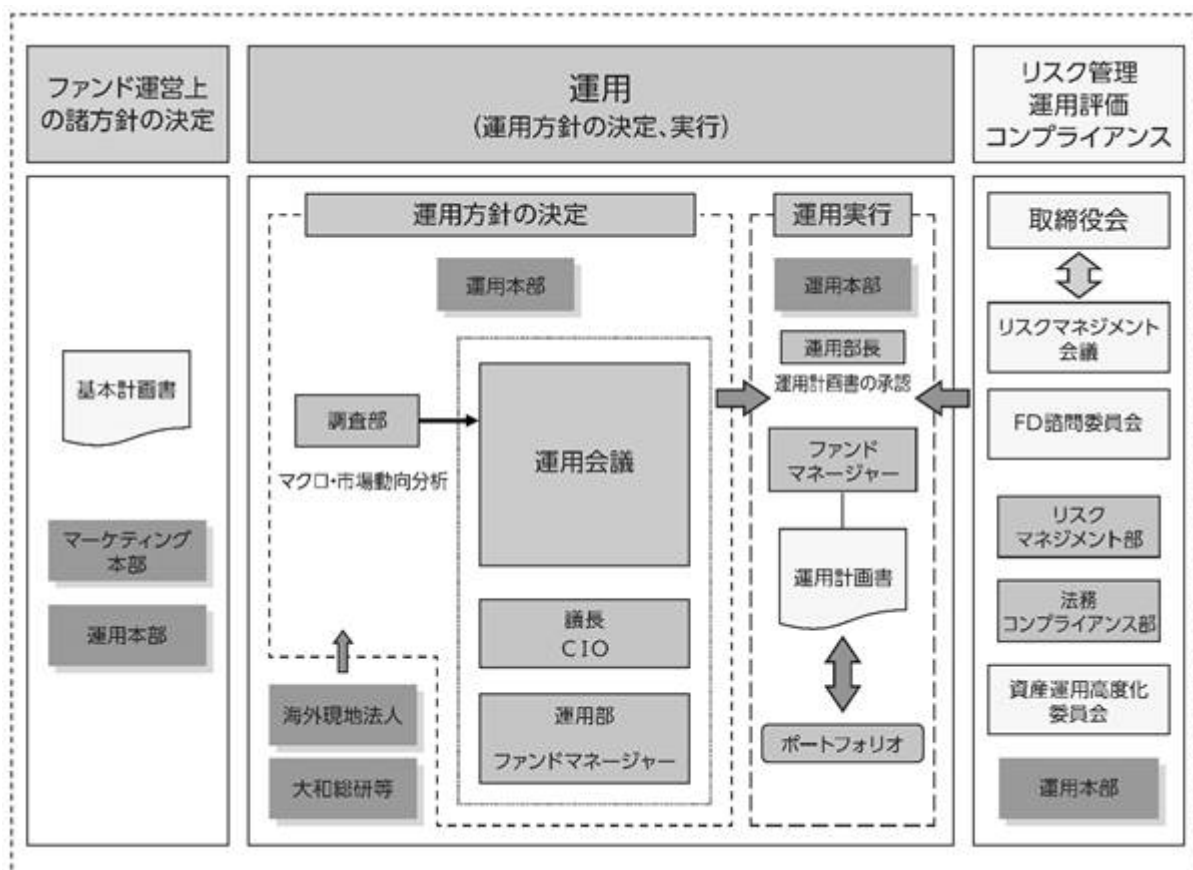 ファンド運営上
の諸方針の決定
運用
(運用方針の決定、実行)
リスク管理
運用評価
コンプライアンス
基本計画書
マーケティング
本部
運用本部
運用方針の決定
運用本部
調査部
マクロ・市場動向分析
運用会議
議長
CIO
運用部
ファンドマネージャー
海外現地法人
大和総研等
運用実行
運用本部
運用部長
運用計画書の承認
ファンド
マネージャー
運用計画書
ポートフォリオ
取締役会
リスクマネジメント
会議
FD諮問委員会
リスク
マネジメント部
法務
コンプライアンス部
資産運用高度化
委員会
運用本部